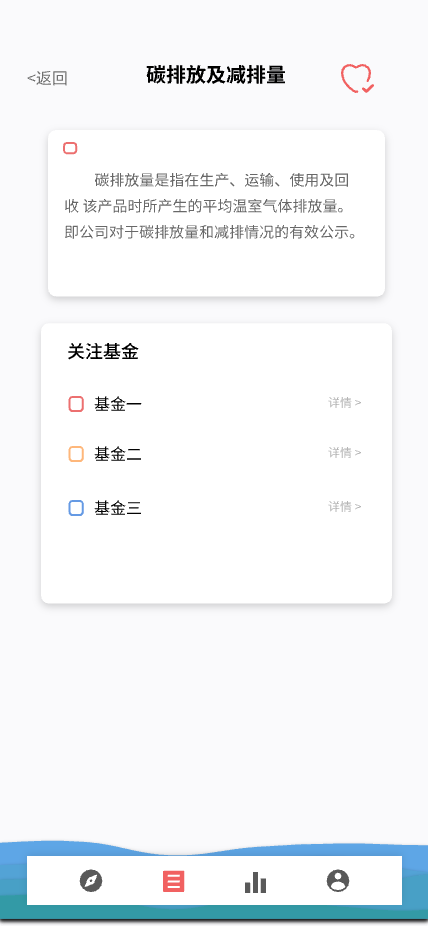 <返回
碳排放及减排量
碳排放量是指在生产、运输、使用及回
收 该产品时所产生的平均温室气体排放量。
即公司对于碳排放量和减排情况的有效公示。
关注基金
基金一 详情 >
基金二 详情 >
基金三 详情 >